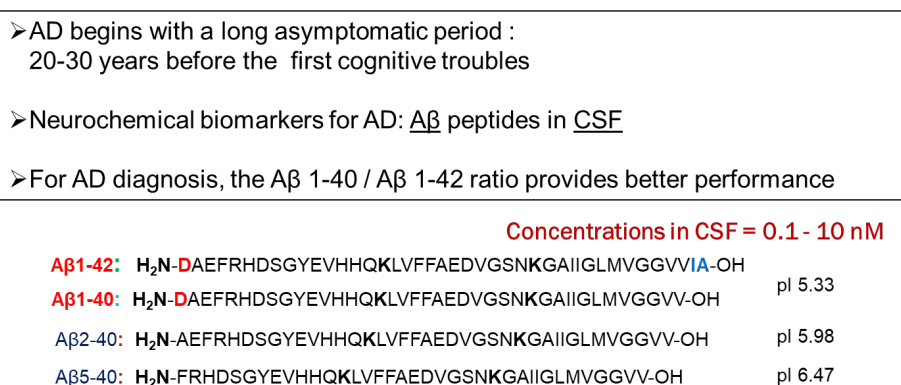 ➢AD begins with a long asymptomatic period :
20-30 years before the first cognitive troubles
➢Neurochemical biomarkers for AD: Aβ peptides in CSF
➢For AD diagnosis, the Aβ 1-40 / Aβ 1-42 ratio provides better performance
Concentrations in CSF = 0.1 - 10 nM
Aβ1-42: H₂N-DAEFRHDSGYEVHHQKLVFFAEDVGSNKGAIIGLMVGGVVIA-OH
pI 5.33
Aβ1-40: H₂N-DAEFRHDSGYEVHHQKLVFFAEDVGSNKGAIIGLMVGGVV-OH
Aβ2-40: H₂N-AEFRHDSGYEVHHQKLVFFAEDVGSNKGAIIGLMVGGVV-OH pI 5.98
Aβ5-40: H₂N-FRHDSGYEVHHQKLVFFAEDVGSNKGAIIGLMVGGVV-OH pI 6.47